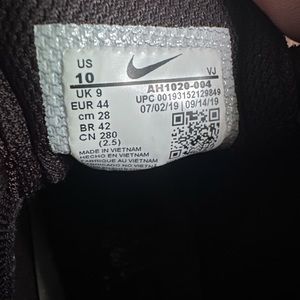 US
10
UK 9
EUR 44
cm 28
BR 42
CN 280
(2.5)
VJ
AH1020-004
UPC 00193152129849
07/02/19 | 09/14/19
MADE IN VIETNAM
HECHO EN VIETNAM
FABRIQUÉ AU VIETNAM